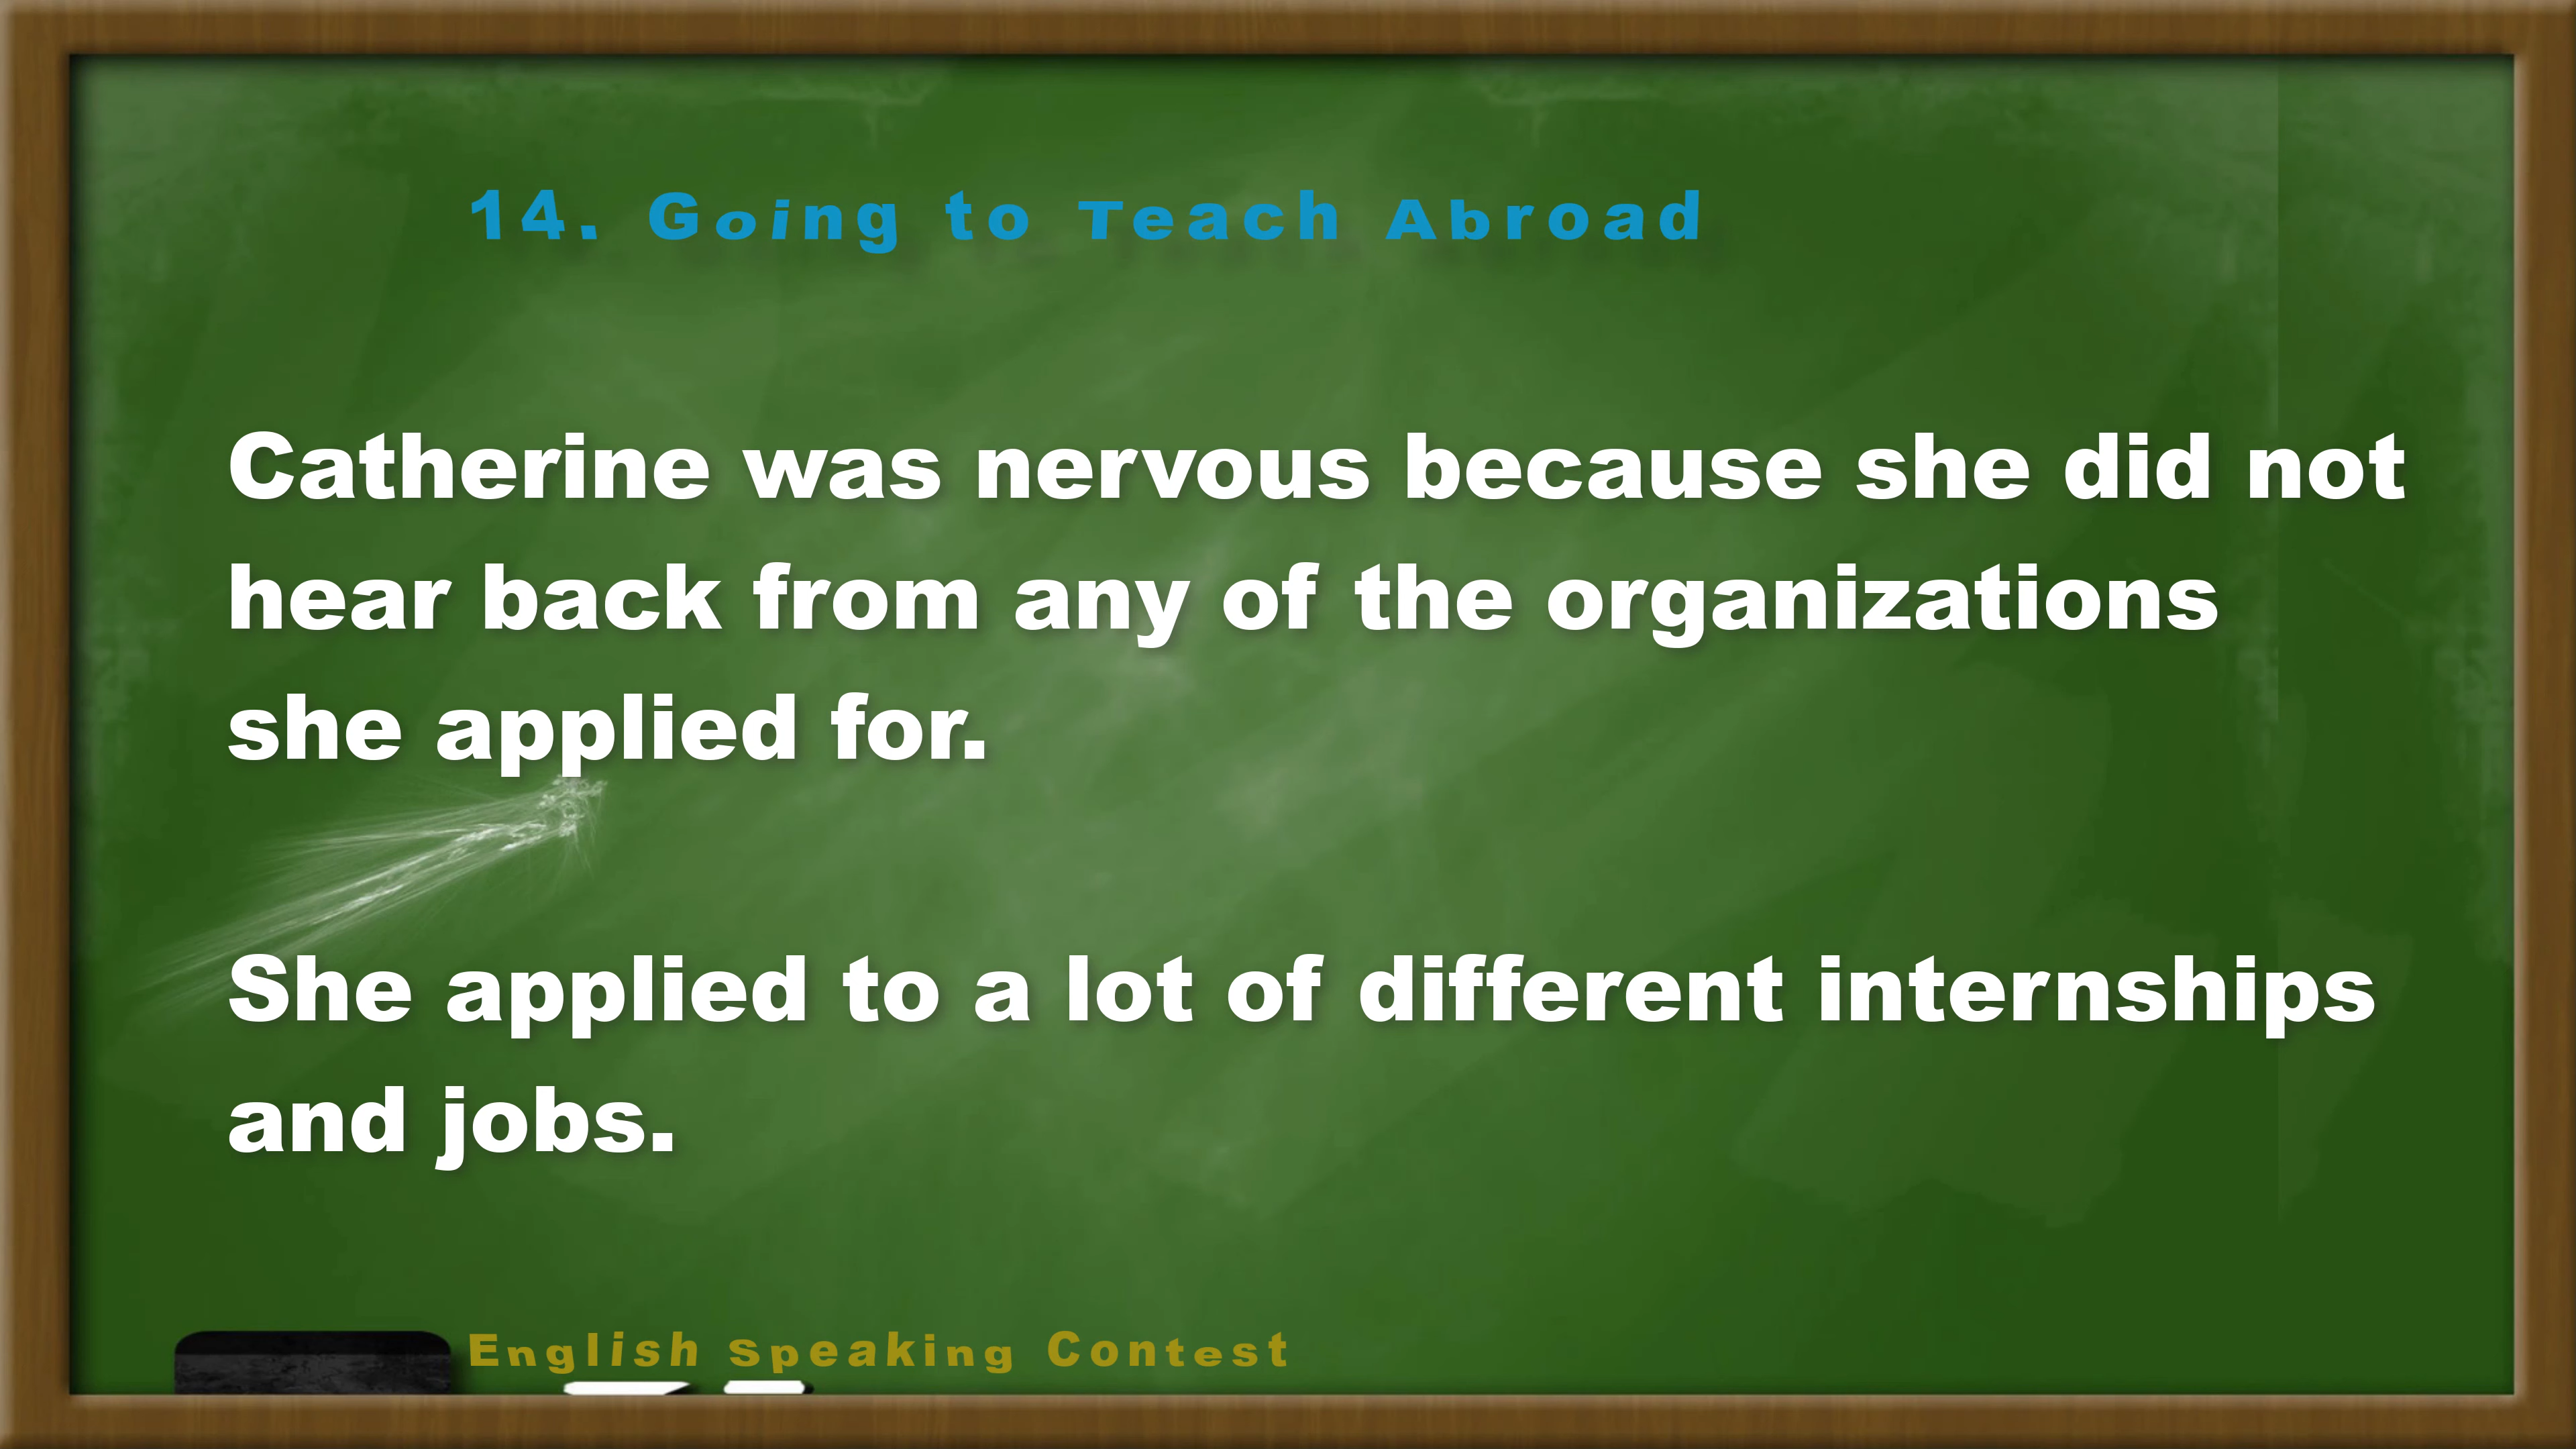 14. Going to Teach Abroad
Catherine was nervous because she did not
hear back from any of the organizations
she applied for.
She applied to a lot of different internships
and jobs.
English Speaking Contest